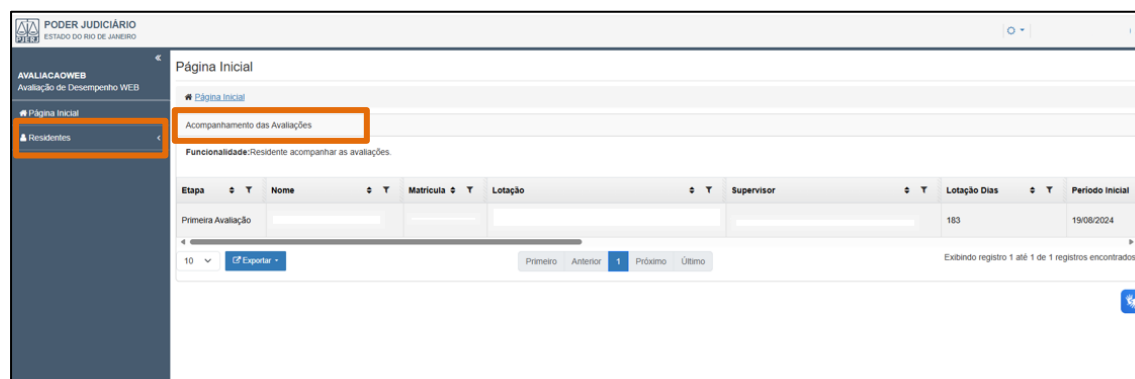 PODER JUDICIÁRIO
ESTADO DO RIO DE JANEIRO
PJERJ
AVALIACAOWEB
Avaliação de Desempenho WEB
Página Inicial
Residentes
Página Inicial
Página Inicial
Acompanhamento das Avaliações
Funcionalidade:Residente acompanhar as avaliações.
Etapa Nome Matrícula Lotação Supervisor Lotação Dias Período Inicial
Primeira Avaliação 183 19/08/2024
10 Exportar Primeiro Anterior 1 Próximo Último Exibindo registro 1 até 1 de 1 registros encontrados